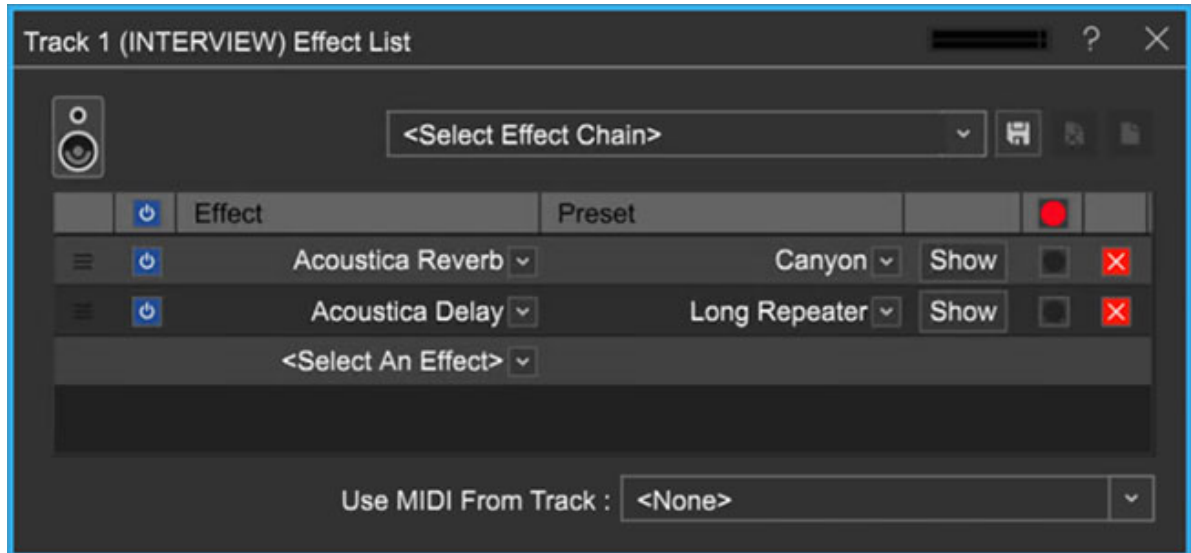 Track 1 (INTERVIEW) Effect List ?
<Select Effect Chain>
Effect Preset
Acoustica Reverb Canyon Show
Acoustica Delay Long Repeater Show
<Select An Effect>
Use MIDI From Track : <None>